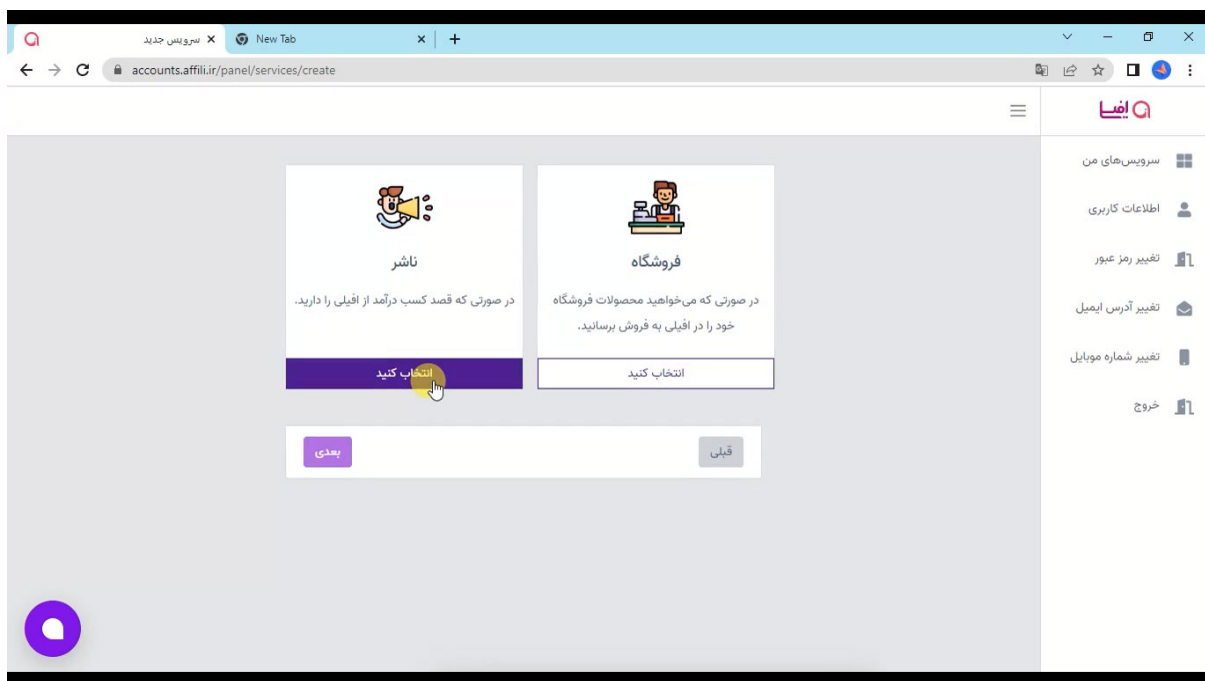 سرویس جدید
New Tab
accounts.affili.ir/panel/services/create
افیلی
سرویس‌های من
اطلاعات کاربری
تغییر رمز عبور
تغییر آدرس ایمیل
تغییر شماره موبایل
خروج
فروشگاه
در صورتی که می‌خواهید محصولات فروشگاه
خود را در افیلی به فروش برسانید.
انتخاب کنید
ناشر
در صورتی که قصد کسب درآمد از افیلی را دارید.
انتخاب کنید
قبلی
بعدی